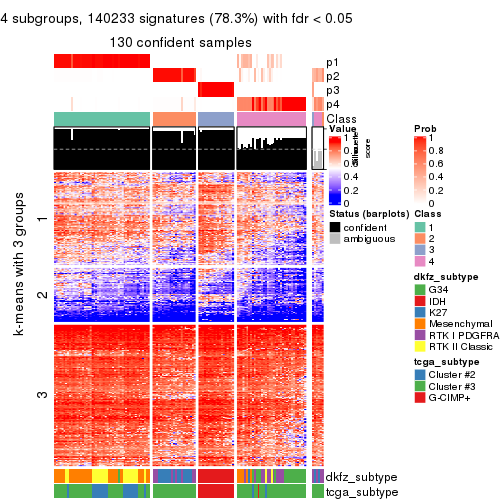 4 subgroups, 140233 signatures (78.3%) with fdr < 0.05
130 confident samples
p1
p2
p3
p4
Class
Silhouette
score
k-means with 3 groups
1
2
3
dkfz_subtype
tcga_subtype
Value
1
0.8
0.6
0.4
0.2
0
Status (barplots)
confident
ambiguous
Prob
1
0.8
0.6
0.4
0.2
0
Class
1
2
3
4
dkfz_subtype
G34
IDH
K27
Mesenchymal
RTK I PDGFRA
RTK II Classic
tcga_subtype
Cluster #2
Cluster #3
G-CIMP+